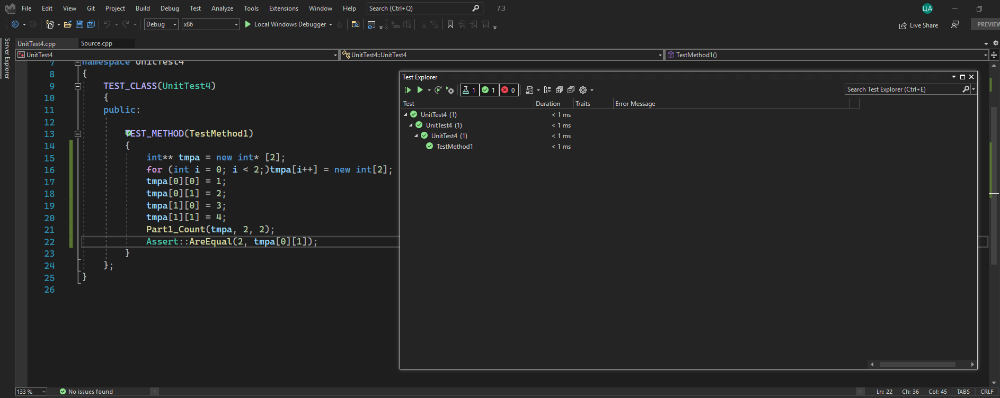 File Edit View Git Project Build Debug Test Analyze Tools Extensions Window Help Search (Ctrl+Q) 7.3 ЦА
Debug x86 Local Windows Debugger Live Share PREVIEW
Server Explorer
UnitTest4.cpp Source.cpp
UnitTest4 UnitTest4::UnitTest4 TestMethod1()
7 namespace UnitTest4
8 {
9 TEST_CLASS(UnitTest4)
10 {
11 public:
12
13 TEST_METHOD(TestMethod1)
14 {
15 int** tmpa = new int* [2];
16 for (int i = 0; i < 2;)tmpa[i++] = new int[2];
17 tmpa[0][0] = 1;
18 tmpa[0][1] = 2;
19 tmpa[1][0] = 3;
20 tmpa[1][1] = 4;
21 Part1_Count(tmpa, 2, 2);
22 Assert::AreEqual(2, tmpa[0][1]);
23 }
24 };
25 }
26
Test Explorer
1 1 0 Search Test Explorer (Ctrl+E)
Test Duration Traits Error Message
UnitTest4 (1) < 1 ms
UnitTest4 (1) < 1 ms
UnitTest4 (1) < 1 ms
TestMethod1 < 1 ms
133 % No issues found Ln: 22 Ch: 36 Col: 45 TABS CRLF